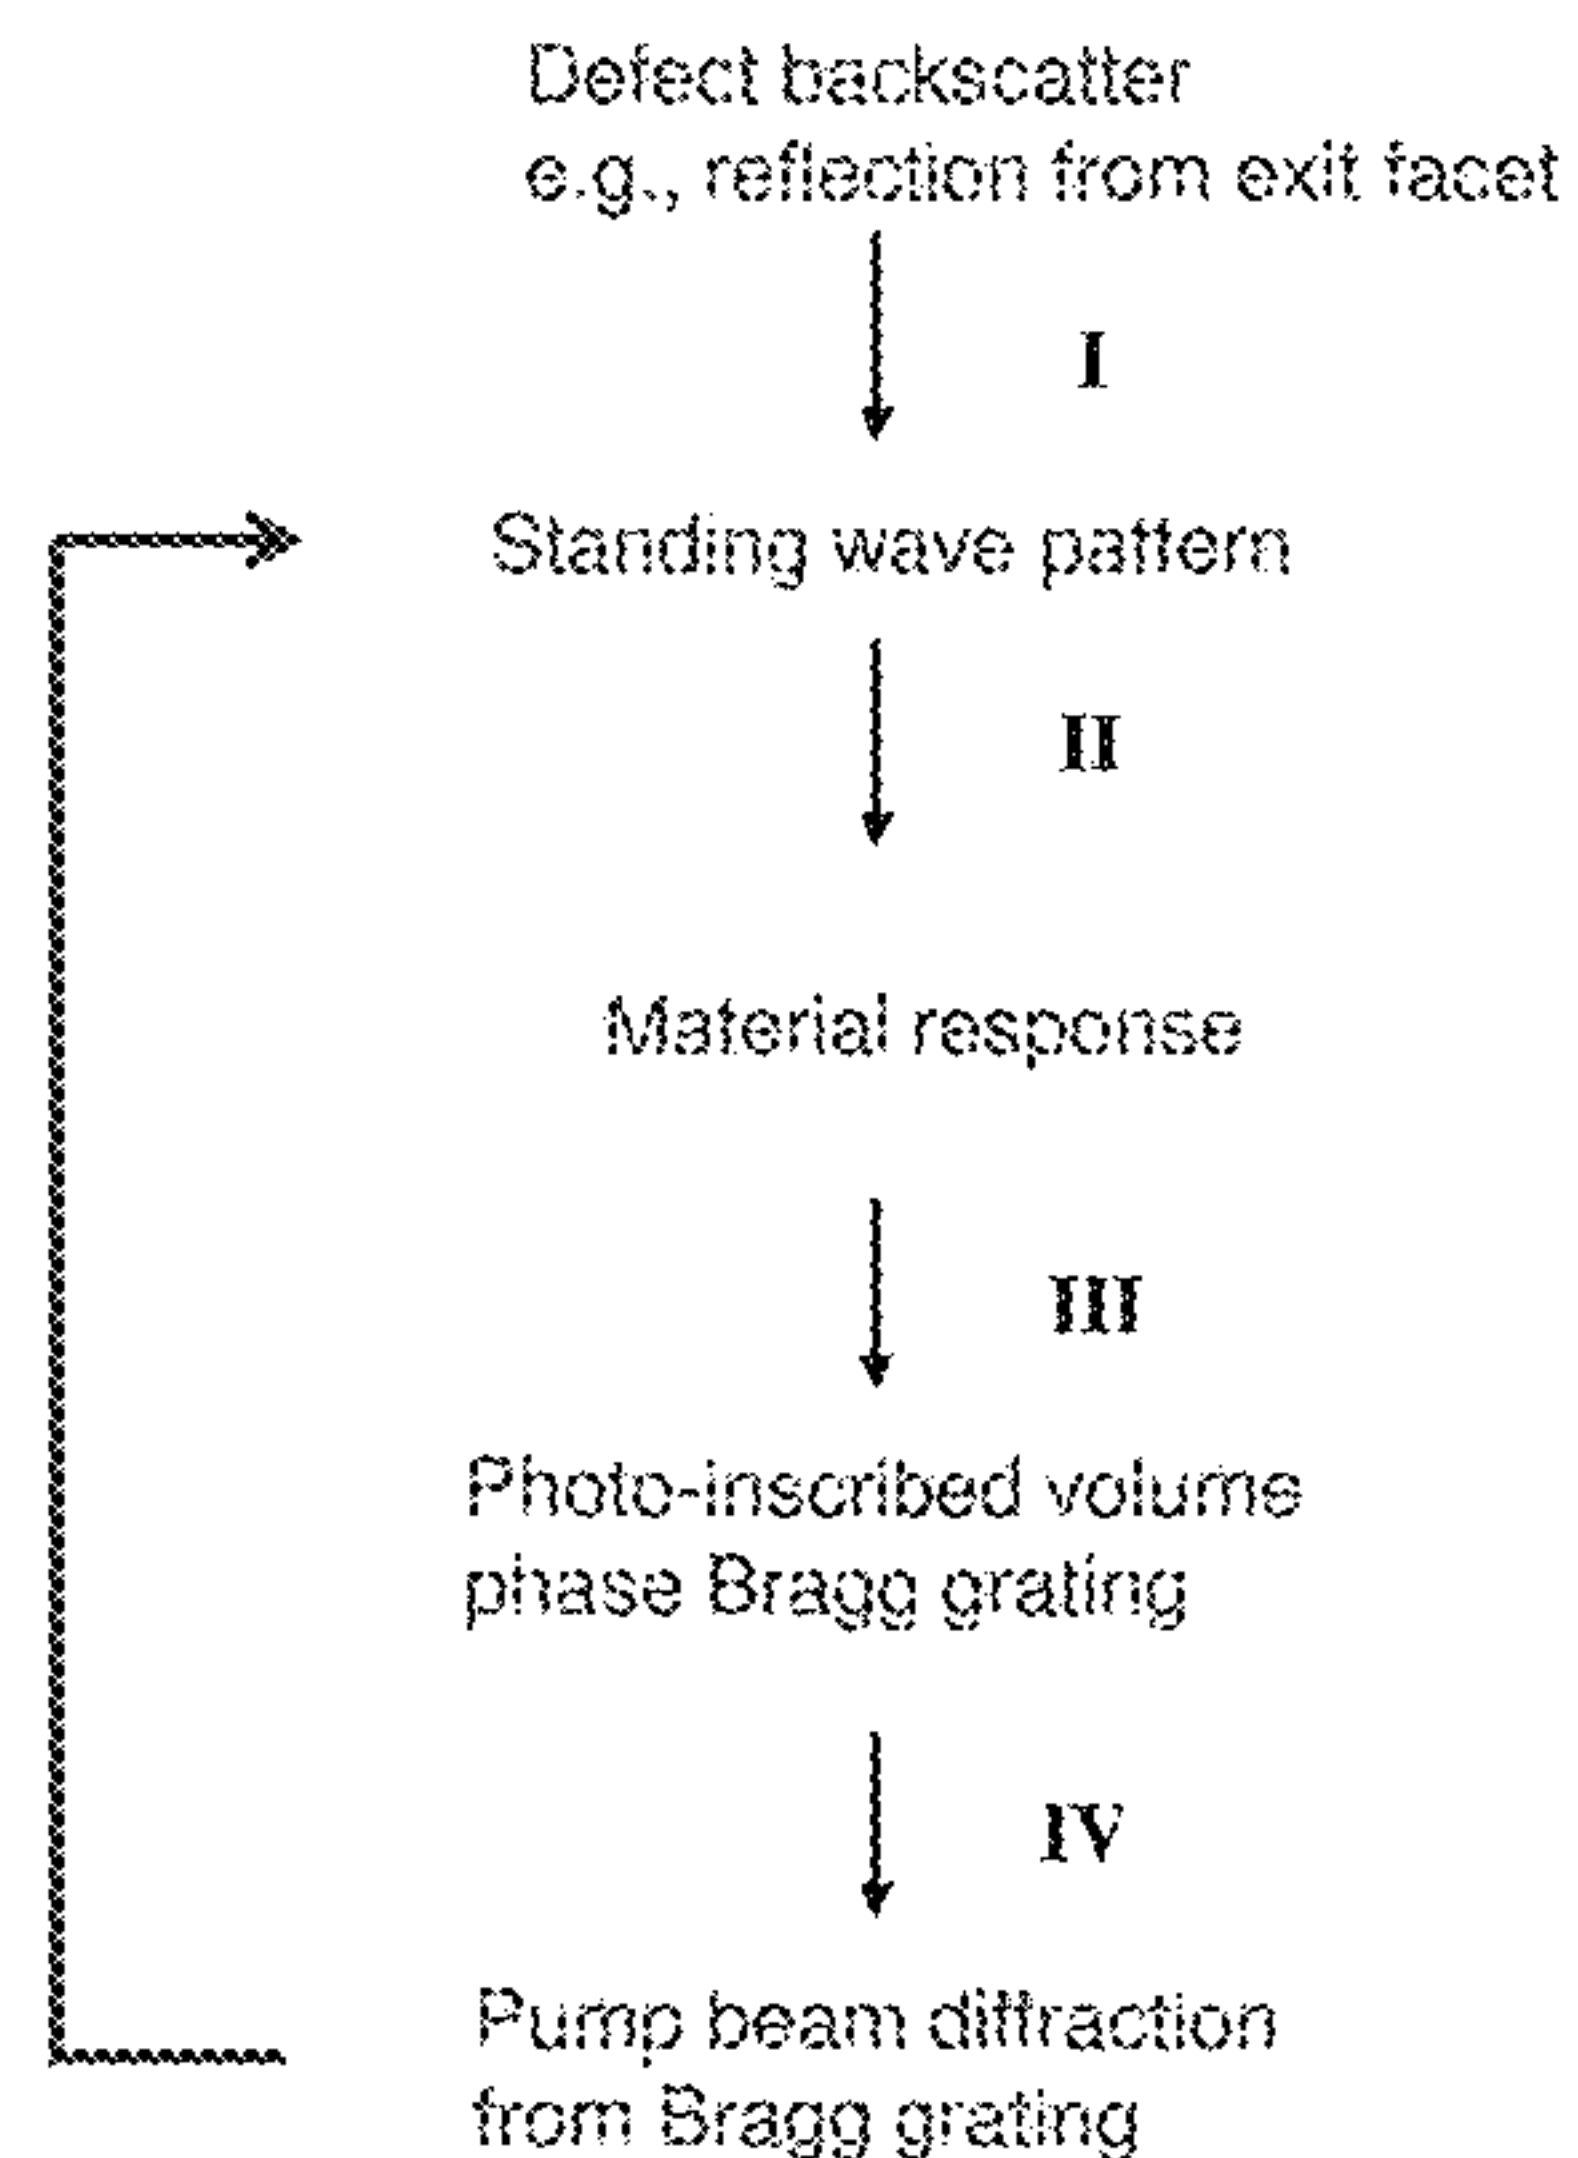 Defect backscatter
e.g., reflection from exit facet
I
Standing wave pattern
II
Material response
III
Photo-inscribed volume
phase Bragg grating
IV
Pump beam diffraction
from Bragg grating